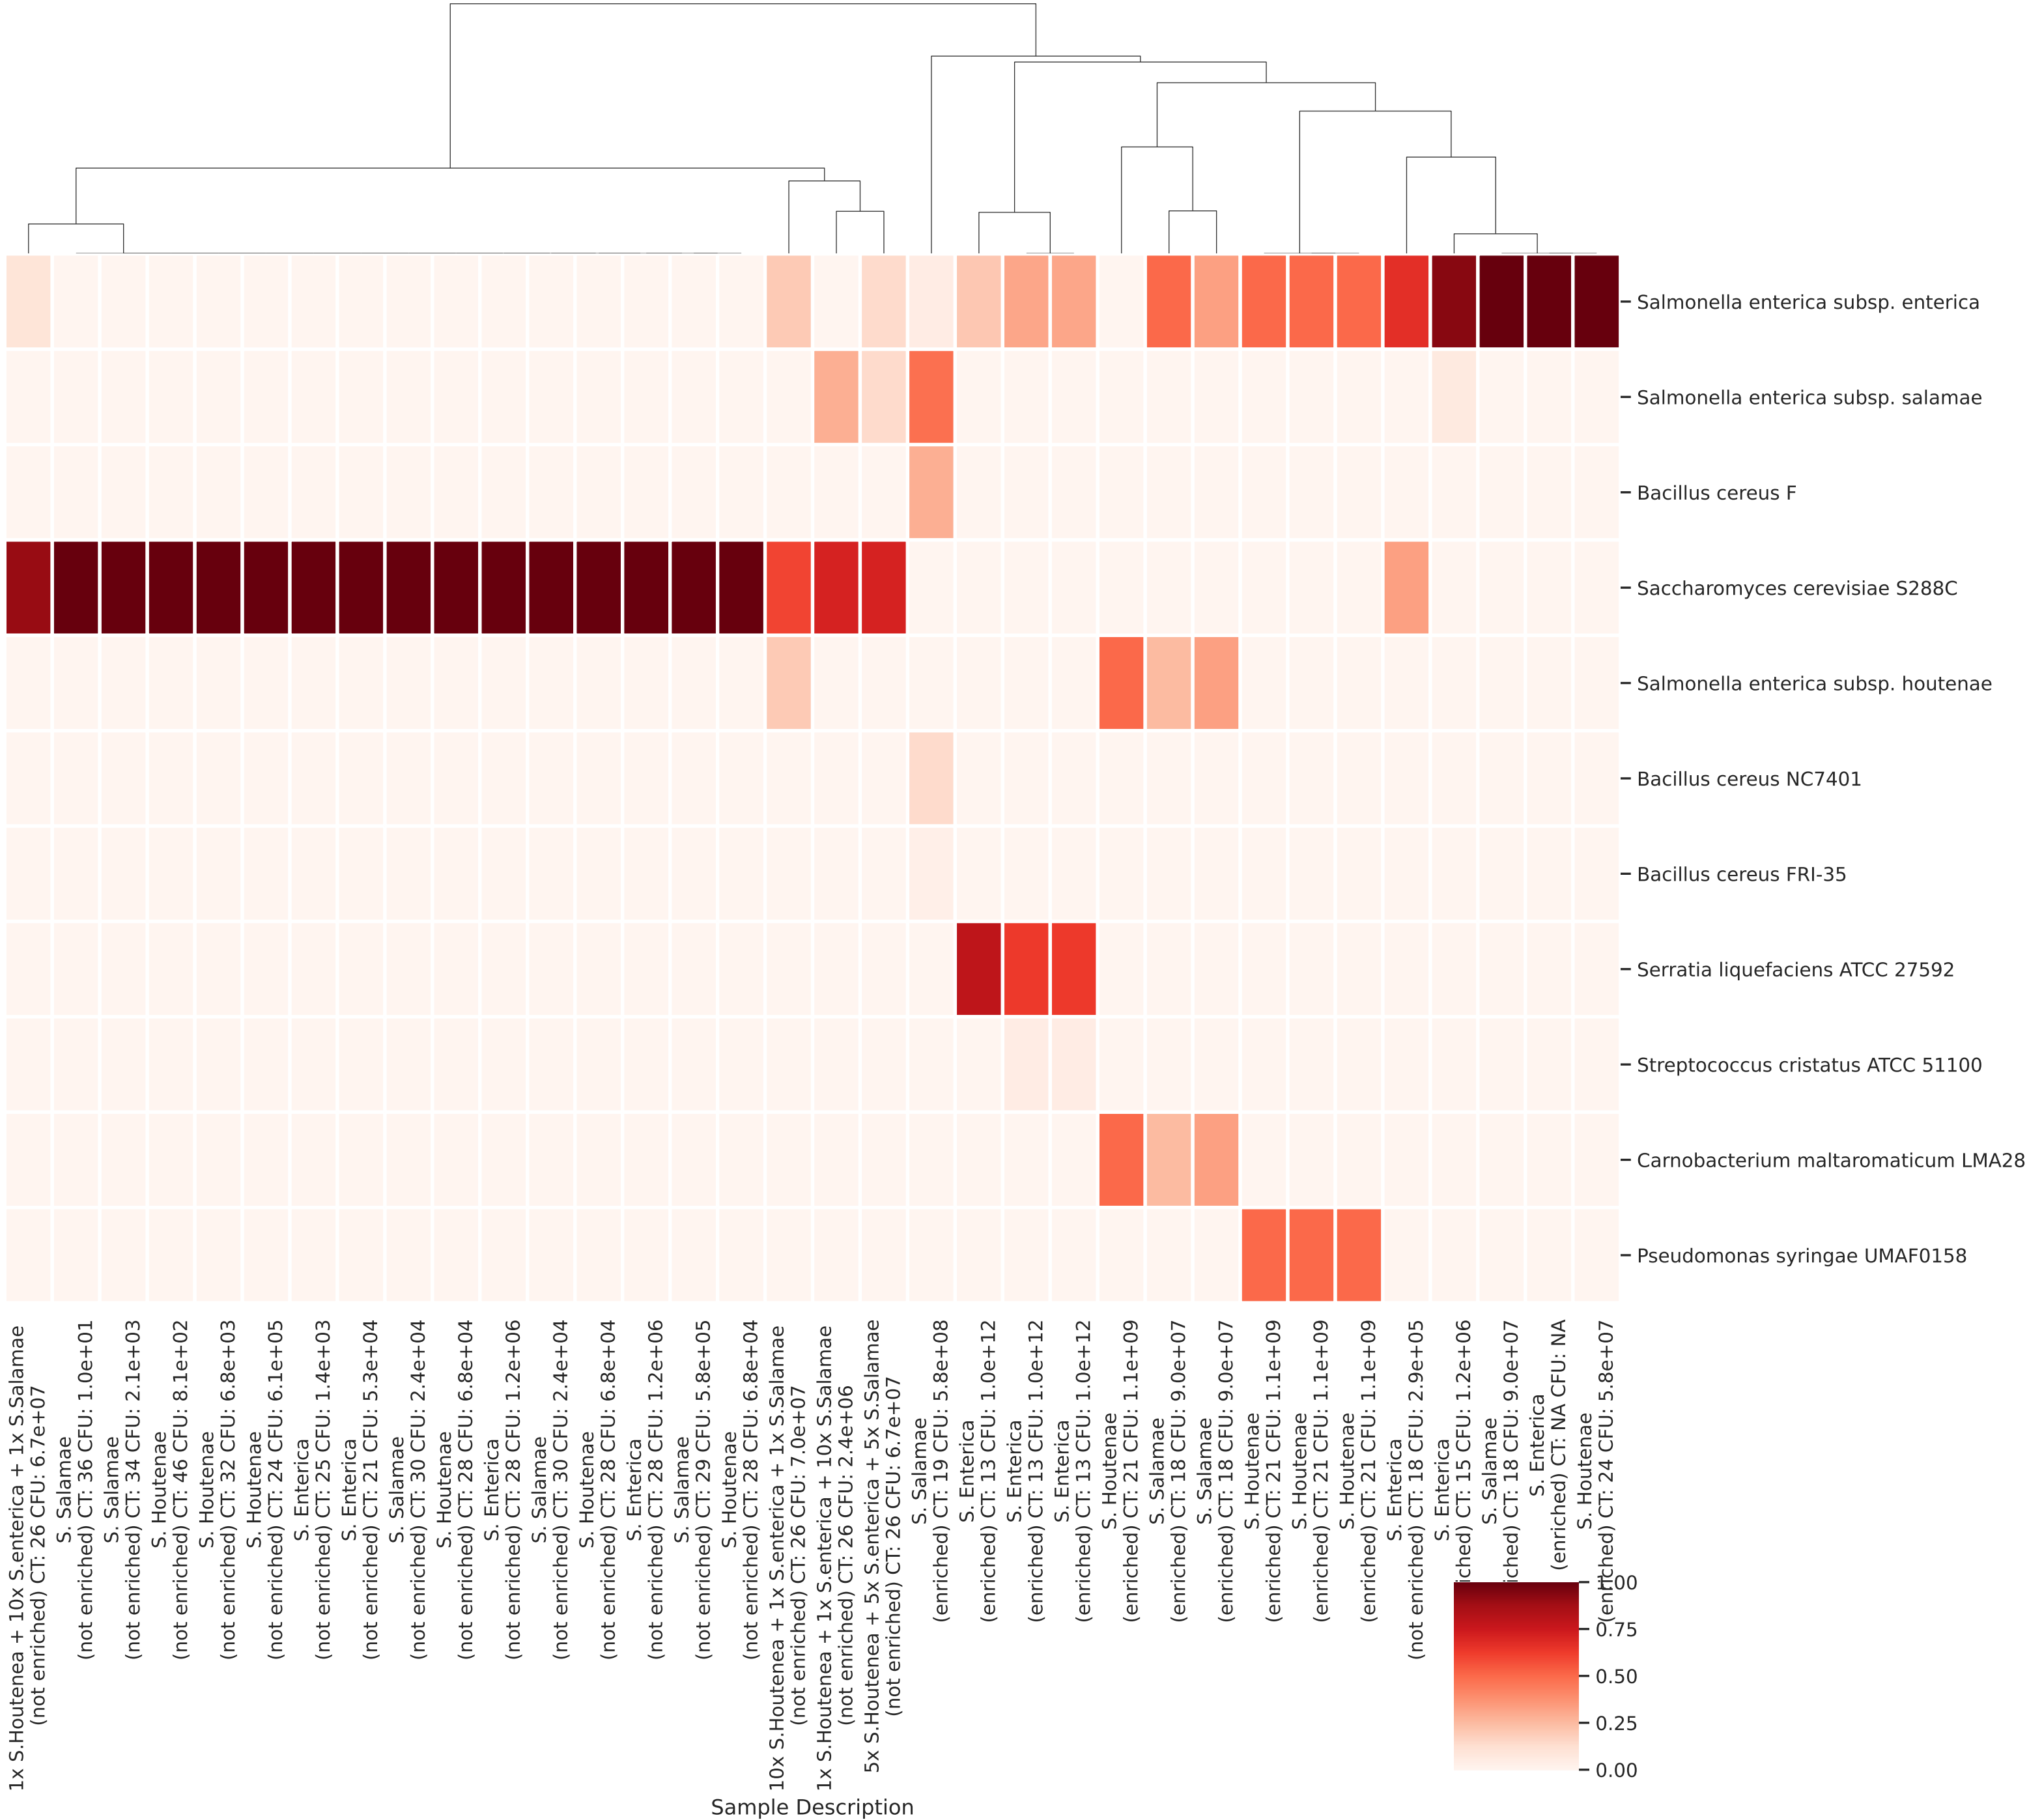 Salmonella enterica subsp. enterica
Salmonella enterica subsp. salamae
Bacillus cereus F
Saccharomyces cerevisiae S288C
Salmonella enterica subsp. houtenae
Bacillus cereus NC7401
Bacillus cereus FRI-35
Serratia liquefaciens ATCC 27592
Streptococcus cristatus ATCC 51100
Carnobacterium maltaromaticum LMA28
Pseudomonas syringae UMAF0158
1x S.Houtenea + 10x S.enterica + 1x S.Salamae
(not enriched) CT: 26 CFU: 6.7e+07
S. Salamae
(not enriched) CT: 36 CFU: 1.0e+01
S. Salamae
(not enriched) CT: 34 CFU: 2.1e+03
S. Houtenae
(not enriched) CT: 46 CFU: 8.1e+02
S. Houtenae
(not enriched) CT: 32 CFU: 6.8e+03
S. Houtenae
(not enriched) CT: 24 CFU: 6.1e+05
S. Enterica
(not enriched) CT: 25 CFU: 1.4e+03
S. Enterica
(not enriched) CT: 21 CFU: 5.3e+04
S. Salamae
(not enriched) CT: 30 CFU: 2.4e+04
S. Houtenae
(not enriched) CT: 28 CFU: 6.8e+04
S. Enterica
(not enriched) CT: 28 CFU: 1.2e+06
S. Salamae
(not enriched) CT: 30 CFU: 2.4e+04
S. Houtenae
(not enriched) CT: 28 CFU: 6.8e+04
S. Enterica
(not enriched) CT: 28 CFU: 1.2e+06
S. Salamae
(not enriched) CT: 29 CFU: 5.8e+05
S. Houtenae
(not enriched) CT: 28 CFU: 6.8e+04
10x S.Houtenea + 1x S.enterica + 1x S.Salamae
(not enriched) CT: 26 CFU: 7.0e+07
1x S.Houtenea + 1x S.enterica + 10x S.Salamae
(not enriched) CT: 26 CFU: 2.4e+06
5x S.Houtenea + 5x S.enterica + 5x S.Salamae
(not enriched) CT: 26 CFU: 6.7e+07
S. Salamae
(enriched) CT: 19 CFU: 5.8e+08
S. Enterica
(enriched) CT: 13 CFU: 1.0e+12
S. Enterica
(enriched) CT: 13 CFU: 1.0e+12
S. Enterica
(enriched) CT: 13 CFU: 1.0e+12
S. Houtenae
(enriched) CT: 21 CFU: 1.1e+09
S. Salamae
(enriched) CT: 18 CFU: 9.0e+07
S. Salamae
(enriched) CT: 18 CFU: 9.0e+07
S. Houtenae
(enriched) CT: 21 CFU: 1.1e+09
S. Houtenae
(enriched) CT: 21 CFU: 1.1e+09
S. Houtenae
(enriched) CT: 21 CFU: 1.1e+09
S. Enterica
(not enriched) CT: 18 CFU: 2.9e+05
S. Enterica
CT: 15 CFU: 1.2e+06
S. Salamae
CT: 18 CFU: 9.0e+07
S. Enterica
(enriched) CT: NA CFU: NA
S. Houtenae
(enriched) CT: 24 CFU: 5.8e+07
1.00
0.75
0.50
0.25
0.00
Sample Description